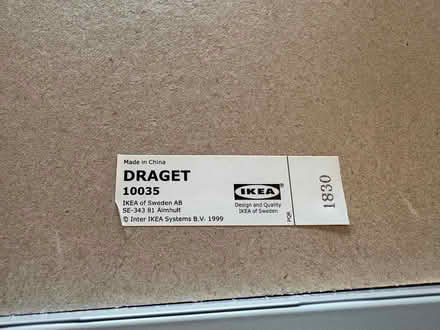 Made in China
DRAGET
10035
IKEA of Sweden AB
SE-343 81 Älmhult
© Inter IKEA Systems B.V. 1999
IKEA
Design and Quality
IKEA of Sweden
PQR
1830